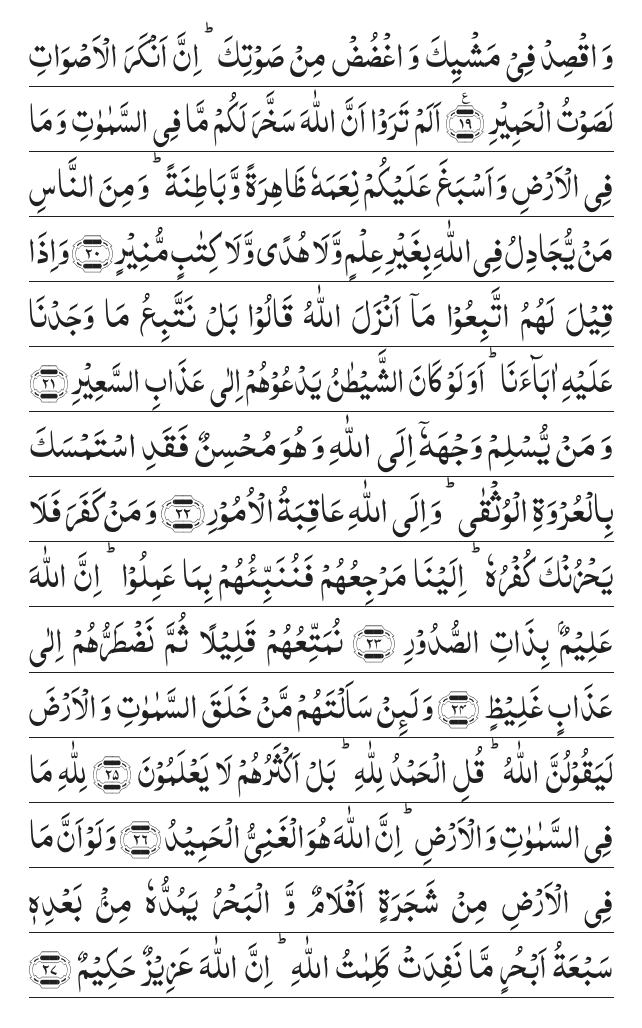 وَ اقۡصِدۡ فِیۡ مَشۡیِکَ وَ اغۡضُضۡ مِنۡ صَوۡتِکَ ؕ اِنَّ اَنۡکَرَ الۡاَصۡوَاتِ
لَصَوۡتُ الۡحَمِیۡرِ ﴿۱۹﴾٪ اَلَمۡ تَرَوۡا اَنَّ اللّٰہَ سَخَّرَ لَکُمۡ مَّا فِی السَّمٰوٰتِ وَ مَا
فِی الۡاَرۡضِ وَ اَسۡبَغَ عَلَیۡکُمۡ نِعَمَہٗ ظَاہِرَۃً وَّ بَاطِنَۃً ؕ وَ مِنَ النَّاسِ
مَنۡ یُّجَادِلُ فِی اللّٰہِ بِغَیۡرِ عِلۡمٍ وَّ لَا ہُدًی وَّ لَا کِتٰبٍ مُّنِیۡرٍ ﴿۲۰﴾ وَ اِذَا
قِیۡلَ لَہُمُ اتَّبِعُوۡا مَاۤ اَنۡزَلَ اللّٰہُ قَالُوۡا بَلۡ نَتَّبِعُ مَا وَجَدۡنَا
عَلَیۡہِ اٰبَآءَنَا ؕ اَوَ لَوۡ کَانَ الشَّیۡطٰنُ یَدۡعُوۡہُمۡ اِلٰی عَذَابِ السَّعِیۡرِ ﴿۲۱﴾
وَ مَنۡ یُّسۡلِمۡ وَجۡہَہٗۤ اِلَی اللّٰہِ وَ ہُوَ مُحۡسِنٌ فَقَدِ اسۡتَمۡسَکَ
بِالۡعُرۡوَۃِ الۡوُثۡقٰی ؕ وَ اِلَی اللّٰہِ عَاقِبَۃُ الۡاُمُوۡرِ ﴿۲۲﴾ وَ مَنۡ کَفَرَ فَلَا
یَحۡزُنۡکَ کُفۡرُہٗ ؕ اِلَیۡنَا مَرۡجِعُہُمۡ فَنُنَبِّئُہُمۡ بِمَا عَمِلُوۡا ؕ اِنَّ اللّٰہَ
عَلِیۡمٌۢ بِذَاتِ الصُّدُوۡرِ ﴿۲۳﴾ نُمَتِّعُہُمۡ قَلِیۡلًا ثُمَّ نَضۡطَرُّہُمۡ اِلٰی
عَذَابٍ غَلِیۡظٍ ﴿۲۴﴾ وَ لَئِنۡ سَاَلۡتَہُمۡ مَّنۡ خَلَقَ السَّمٰوٰتِ وَ الۡاَرۡضَ
لَیَقُوۡلُنَّ اللّٰہُ ؕ قُلِ الۡحَمۡدُ لِلّٰہِ ؕ بَلۡ اَکۡثَرُہُمۡ لَا یَعۡلَمُوۡنَ ﴿۲۵﴾ لِلّٰہِ مَا
فِی السَّمٰوٰتِ وَ الۡاَرۡضِ ؕ اِنَّ اللّٰہَ ہُوَ الۡغَنِیُّ الۡحَمِیۡدُ ﴿۲۶﴾ وَ لَوۡ اَنَّ مَا
فِی الۡاَرۡضِ مِنۡ شَجَرَۃٍ اَقۡلَامٌ وَّ الۡبَحۡرُ یَمُدُّہٗ مِنۡۢ بَعۡدِہٖ
سَبۡعَۃُ اَبۡحُرٍ مَّا نَفِدَتۡ کَلِمٰتُ اللّٰہِ ؕ اِنَّ اللّٰہَ عَزِیۡزٌ حَکِیۡمٌ ﴿۲۷﴾